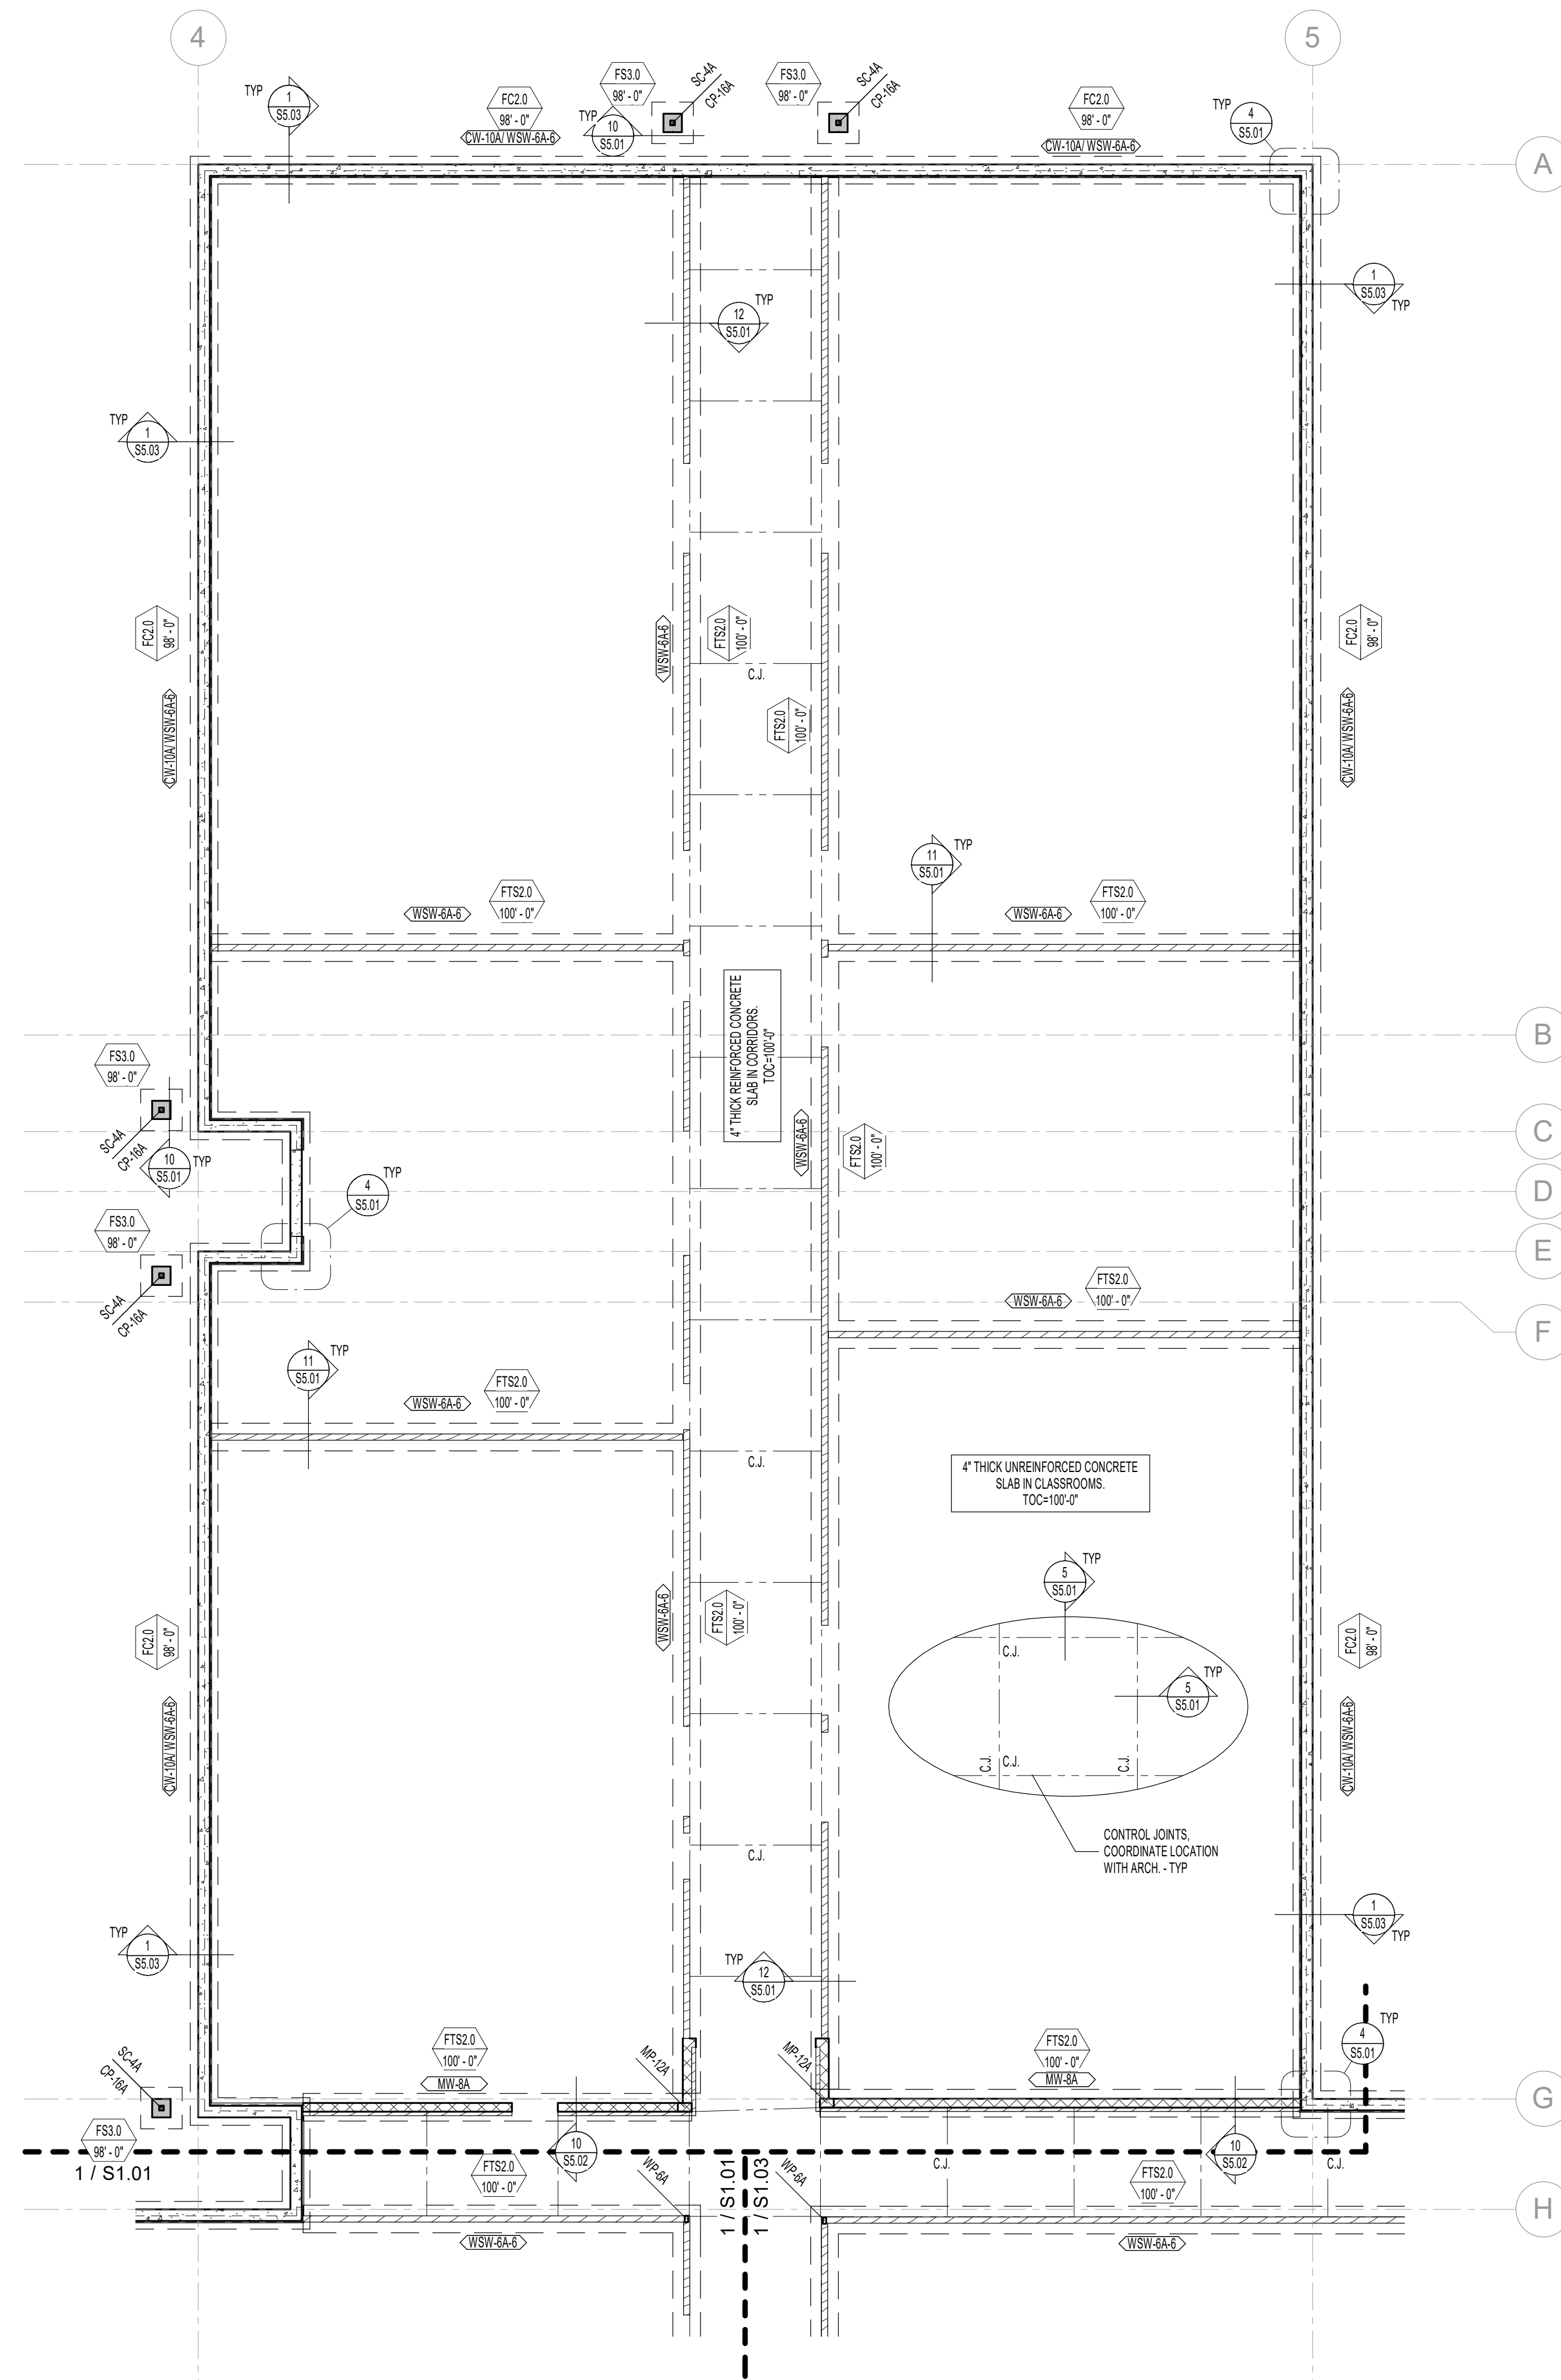 4
5
TYP
1
S5.03
FC2.0
98' - 0"
CW-10A/ WSW-6A-6
FS3.0
98' - 0"
TYP
10
S5.01
SC-4A
CP-16A
FS3.0
98' - 0"
SC-4A
CP-16A
FC2.0
98' - 0"
CW-10A/ WSW-6A-6
TYP
4
S5.01
A
1
S5.03
TYP
12
S5.01
TYP
TYP
1
S5.03
FC2.0
98' - 0"
CW-10A/ WSW-6A-6
WSW-6A-6
FTS2.0
100' - 0"
C.J.
FTS2.0
100' - 0"
FC2.0
98' - 0"
CW-10A/ WSW-6A-6
11
S5.01
TYP
WSW-6A-6
FTS2.0
100' - 0"
WSW-6A-6
FTS2.0
100' - 0"
4" THICK REINFORCED CONCRETE
SLAB IN CORRIDORS.
TOC=100'-0"
B
FS3.0
98' - 0"
SC-4A
CP-16A
10
S5.01
TYP
WSW-6A-6
FTS2.0
100' - 0"
C
4
S5.01
TYP
D
FS3.0
98' - 0"
SC-4A
CP-16A
E
WSW-6A-6
FTS2.0
100' - 0"
F
11
S5.01
TYP
WSW-6A-6
FTS2.0
100' - 0"
C.J.
4" THICK UNREINFORCED CONCRETE
SLAB IN CLASSROOMS.
TOC=100'-0"
5
S5.01
TYP
C.J.
5
S5.01
TYP
C.J.
C.J.
C.J.
CONTROL JOINTS,
COORDINATE LOCATION
WITH ARCH. - TYP
FC2.0
98' - 0"
CW-10A/ WSW-6A-6
WSW-6A-6
FTS2.0
100' - 0"
FC2.0
98' - 0"
CW-10A/ WSW-6A-6
C.J.
TYP
1
S5.03
1
S5.03
TYP
TYP
12
S5.01
4
S5.01
TYP
SC-4A
CP-16A
FTS2.0
100' - 0"
MW-8A
MP-12A
MP-12A
FTS2.0
100' - 0"
MW-8A
G
FS3.0
98' - 0"
1 / S1.01
FTS2.0
100' - 0"
10
S5.02
WP-6A
1 / S1.01
1 / S1.03
WP-6A
C.J.
FTS2.0
100' - 0"
10
S5.02
C.J.
H
WSW-6A-6
WSW-6A-6